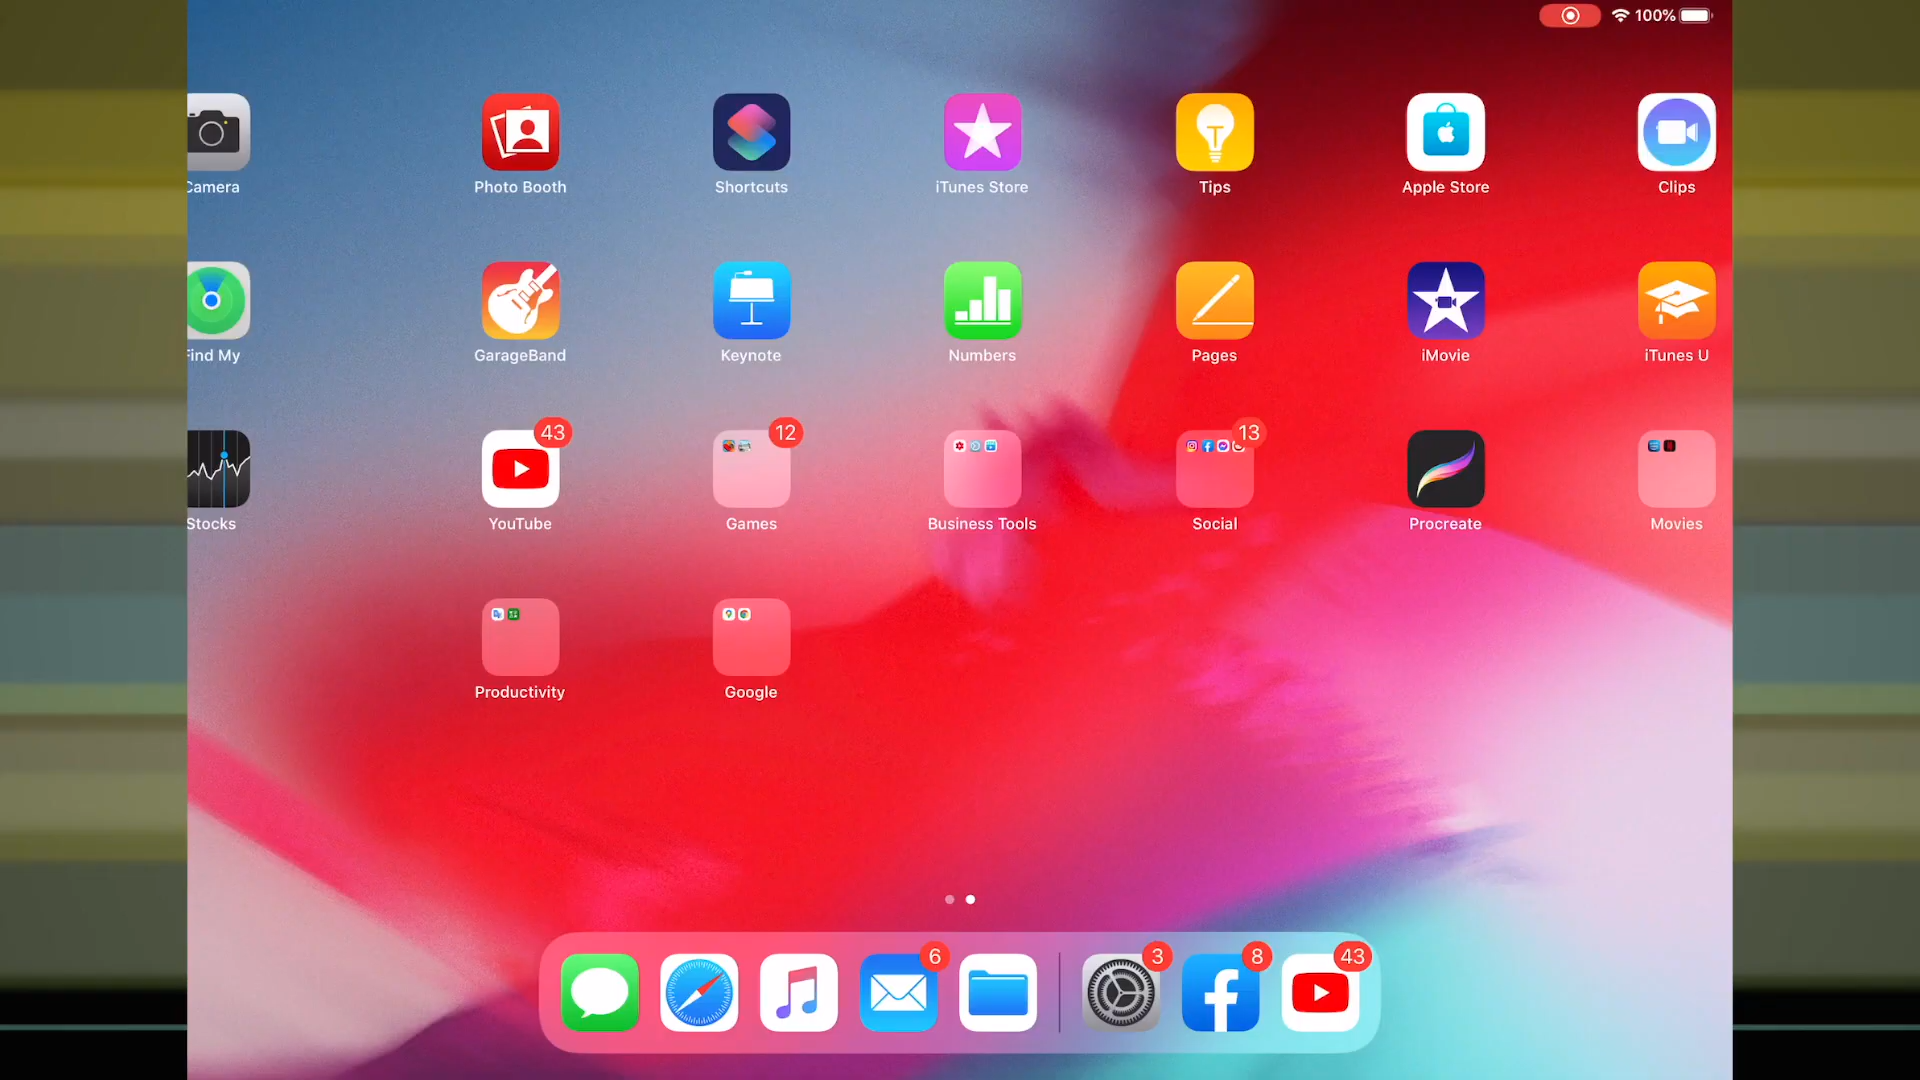 100%
Camera Photo Booth Shortcuts iTunes Store Tips Apple Store Clips
Find My GarageBand Keynote Numbers Pages iMovie iTunes U
43 12 13
Stocks YouTube Games Business Tools Social Procreate Movies
Productivity Google
6 3 8 43